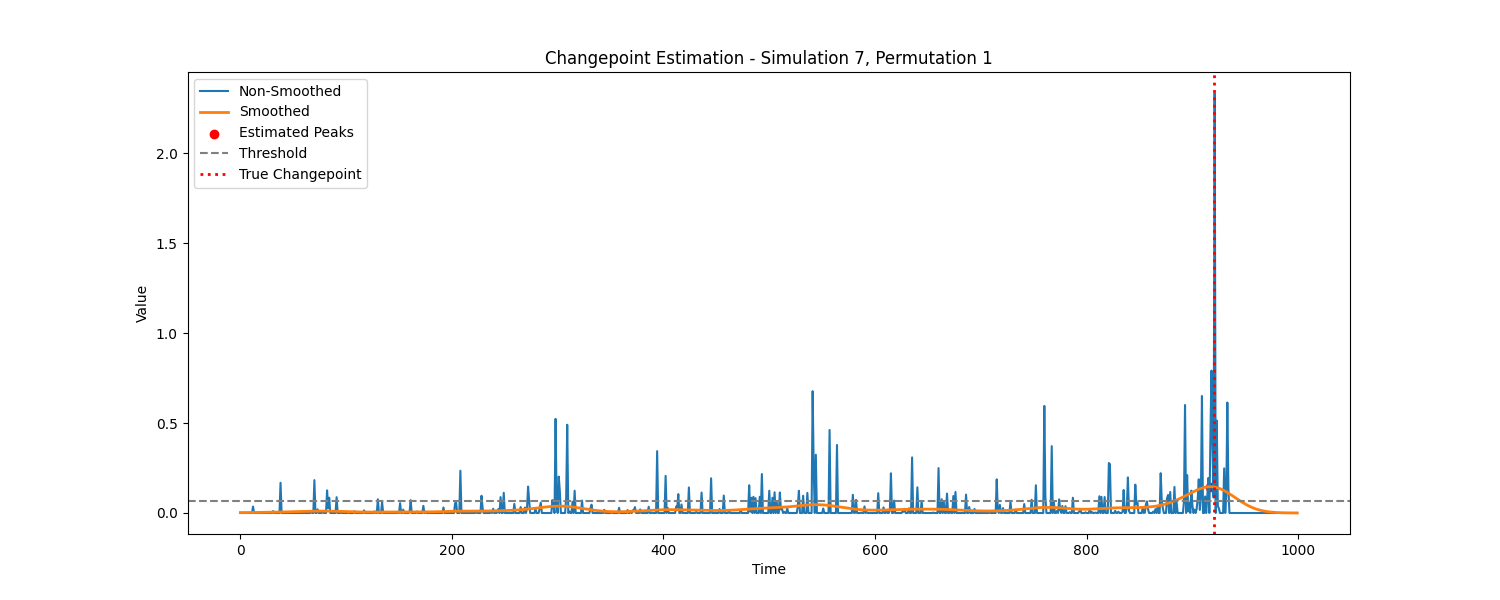 Changepoint Estimation - Simulation 7, Permutation 1
Non-Smoothed
Smoothed
Estimated Peaks
Threshold
True Changepoint
Value
2.0
1.5
1.0
0.5
0.0
0
200
400
600
800
1000
Time